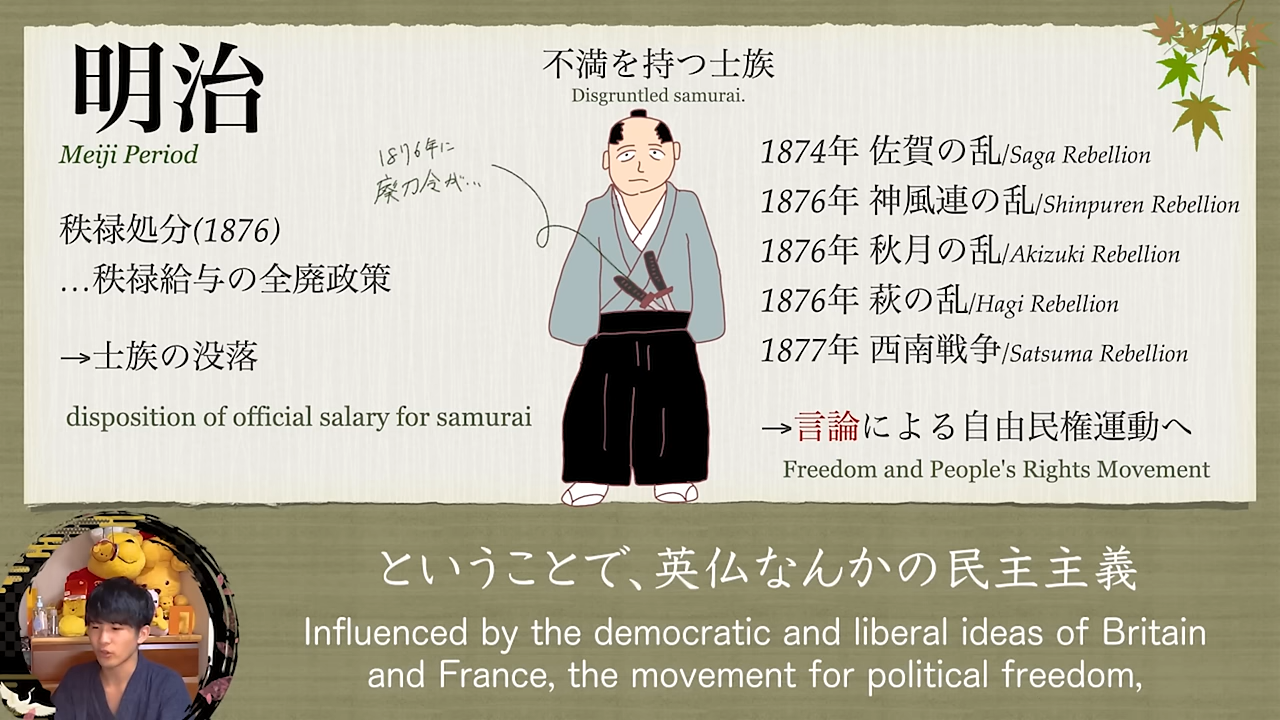 明治
Meiji Period
秩禄処分(1876)
…秩禄給与の全廃政策
→士族の没落
disposition of official salary for samurai
不満を持つ士族
Disgruntled samurai.
1876年に
廃刀令が…
1874年 佐賀の乱/Saga Rebellion
1876年 神風連の乱/Shinpuren Rebellion
1876年 秋月の乱/Akizuki Rebellion
1876年 萩の乱/Hagi Rebellion
1877年 西南戦争/Satsuma Rebellion
→言論による自由民権運動へ
Freedom and People's Rights Movement
ということで、英仏なんかの民主主義
Influenced by the democratic and liberal ideas of Britain
and France, the movement for political freedom,